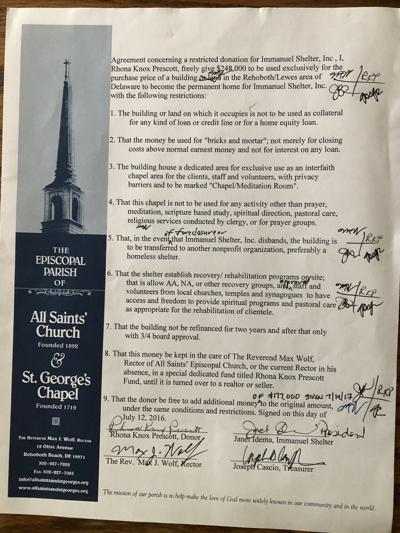 Agreement concerning a restricted donation for Immanuel Shelter, Inc., I,
Rhona Knox Prescott, freely give $248,000 to be used exclusively for the
purchase price of a building or land in the Rehoboth/Lewes area of
Delaware to become the permanent home for Immanuel Shelter, Inc.
with the following restrictions:
RKP
1. The building or land on which it occupies is not to be used as collateral
for any kind of loan or credit line or for a home equity loan.
2. That the money be used for "bricks and mortar"; not merely for closing
costs above normal earnest money and not for interest on any loan.
3. The building house a dedicated area for exclusive use as an interfaith
chapel area for the clients, staff and volunteers, with privacy
barriers and to be marked "Chapel/Meditation Room".
4. That this chapel is not to be used for any activity other than prayer,
meditation, scripture based study, spiritual direction, pastoral care,
religious services conducted by clergy, or for prayer groups.
5. That, in the event that Immanuel Shelter, Inc. disbands, the building is
to be transferred to another nonprofit organization, preferably a
homeless shelter.
RKP
6. That the shelter establish recovery/ rehabilitation programs onsite;
that is allow AA, NA, or other recovery groups, and staff and
volunteers from local churches, temples and synagogues to have
access and freedom to provide spiritual programs and pastoral care
as appropriate for the rehabilitation of clientele.
RKP
7. That the building not be refinanced for two years and after that only
with 3/4 board approval.
8. That this money be kept in the care of The Reverend Max Wolf,
Rector of All Saints' Episcopal Church, or the current Rector in his
absence, in a special dedicated fund titled Rhona Knox Prescott
Fund, until it is turned over to a realtor or seller.
OF $177,000 GIVEN 7/14/17
RKP
9. That the donor be free to add additional money to the original amount,
under the same conditions and restrictions. Signed on this day of
July 12, 2016.
Rhona Knox Prescott, Donor
Janet Idema, Immanuel Shelter
President
The Rev. Max J. Wolf, Rector
Joseph Cascio, Treasurer
The mission of our parish is to help make the love of God more widely known in our community and in the world.
THE
EPISCOPAL
PARISH
OF
All Saints'
Church
Founded 1892
&
St. George's
Chapel
Founded 1719
THE REVEREND MAX J. WOLF, RECTOR
18 OLIVE AVENUE
REHOBOTH BEACH, DE 19971
302-227-7202
info@allsaintsandstgeorges.org
www.allsaintsandstgeorges.org